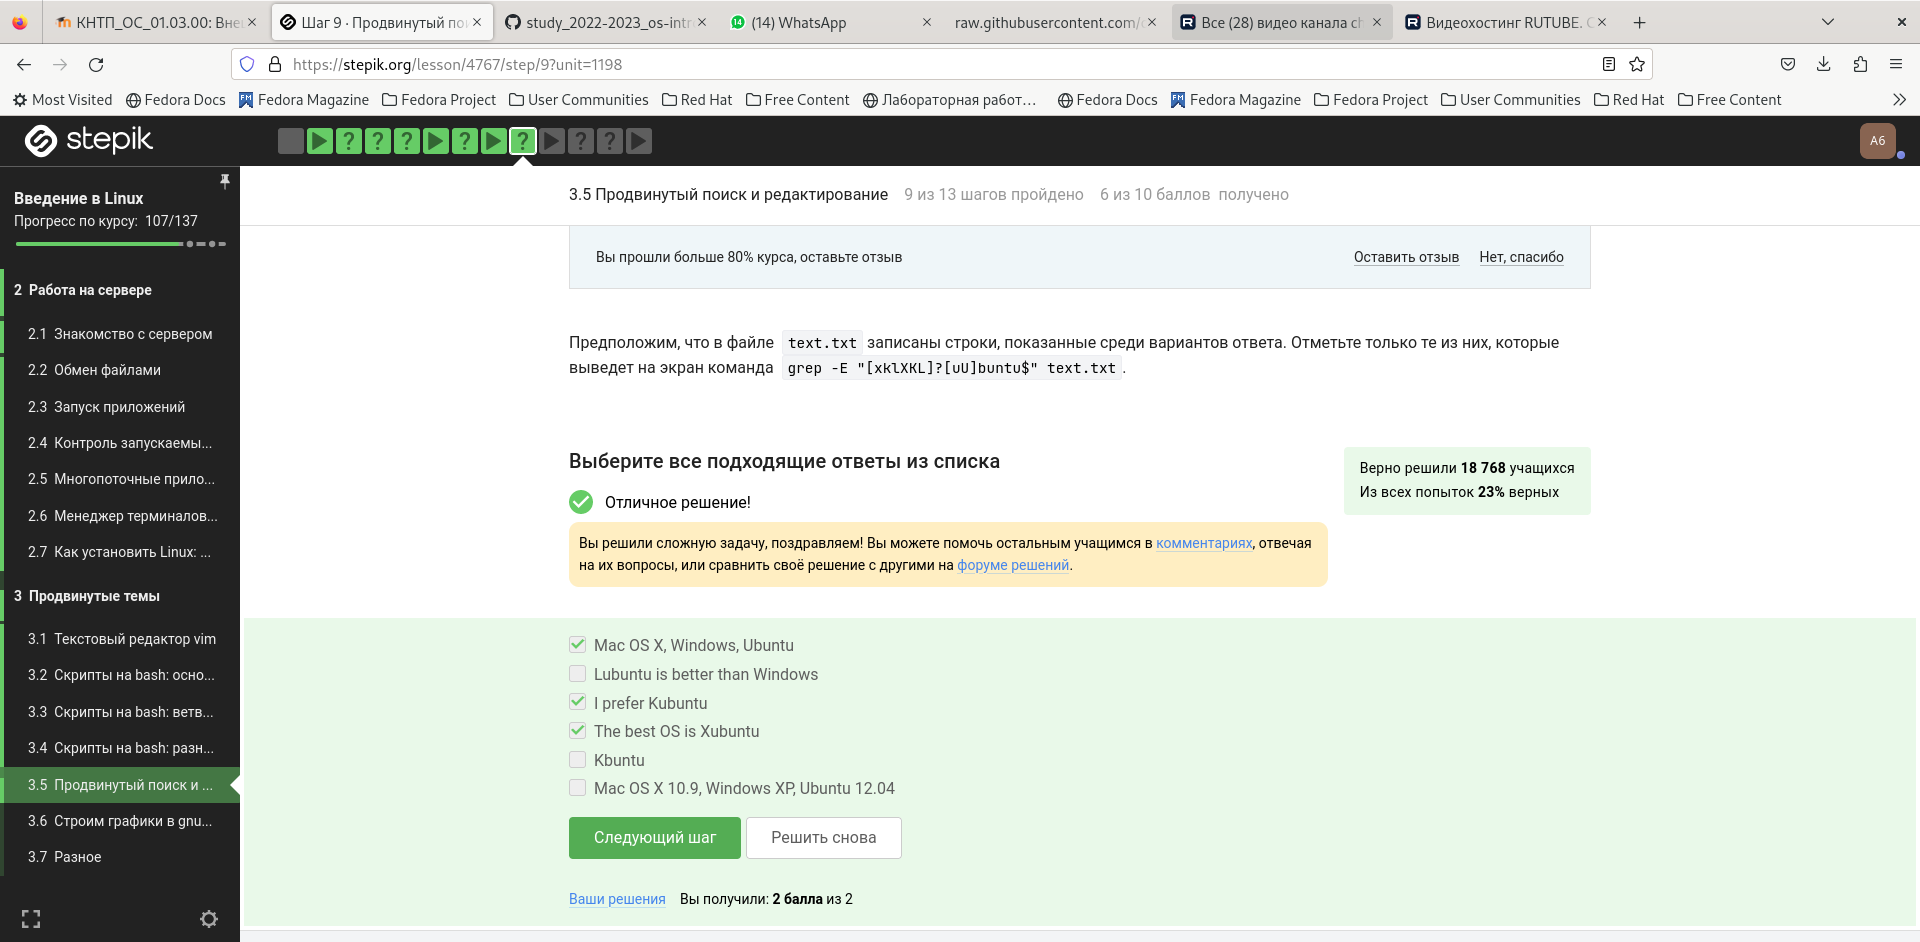 КНТП_ОС_01.03.00: Вне
Шаг 9 · Продвинутый по
study_2022-2023_os-intr
14 (14) WhatsApp
raw.githubusercontent.com/
Все (28) видео канала
Видеохостинг RUTUBE.
https://stepik.org/lesson/4767/step/9?unit=1198
Most Visited
Fedora Docs
Fedora Magazine
Fedora Project
User Communities
Red Hat
Free Content
Лабораторная работ...
Fedora Docs
Fedora Magazine
Fedora Project
User Communities
Red Hat
Free Content
stepik
? ? ? ? ? ? ?
A6
Введение в Linux
Прогресс по курсу: 107/137
2 Работа на сервере
2.1 Знакомство с сервером
2.2 Обмен файлами
2.3 Запуск приложений
2.4 Контроль запускаемы...
2.5 Многопоточные прило...
2.6 Менеджер терминалов...
2.7 Как установить Linux: ...
3 Продвинутые темы
3.1 Текстовый редактор vim
3.2 Скрипты на bash: осно...
3.3 Скрипты на bash: ветв...
3.4 Скрипты на bash: разн...
3.5 Продвинутый поиск и ...
3.6 Строим графики в gnu...
3.7 Разное
3.5 Продвинутый поиск и редактирование 9 из 13 шагов пройдено 6 из 10 баллов получено
Вы прошли больше 80% курса, оставьте отзыв Оставить отзыв Нет, спасибо
Предположим, что в файле text.txt записаны строки, показанные среди вариантов ответа. Отметьте только те из них, которые
выведет на экран команда grep -E "[xklXKL]?[uU]buntu$" text.txt.
Выберите все подходящие ответы из списка
Верно решили 18 768 учащихся
Из всех попыток 23% верных
Отличное решение!
Вы решили сложную задачу, поздравляем! Вы можете помочь остальным учащимся в комментариях, отвечая
на их вопросы, или сравнить своё решение с другими на форуме решений.
Mac OS X, Windows, Ubuntu
Lubuntu is better than Windows
I prefer Kubuntu
The best OS is Xubuntu
Kbuntu
Mac OS X 10.9, Windows XP, Ubuntu 12.04
Следующий шаг
Решить снова
Ваши решения Вы получили: 2 балла из 2